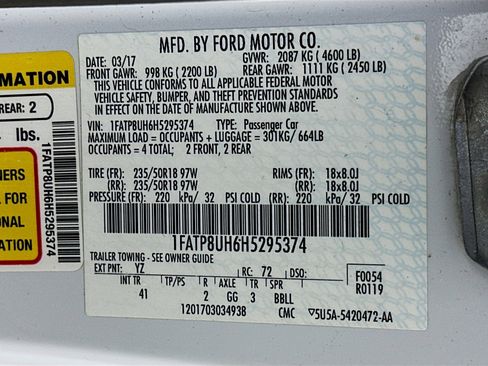 MFD. BY FORD MOTOR CO.
DATE: 03/17 GVWR: 2087 KG ( 4600 LB)
FRONT GAWR: 998 KG ( 2200 LB) REAR GAWR: 1111 KG ( 2450 LB)
THIS VEHICLE CONFORMS TO ALL APPLICABLE FEDERAL MOTOR
VEHICLE SAFETY, BUMPER, AND THEFT PREVENTION STANDARDS
IN EFFECT ON THE DATE OF MANUFACTURE SHOWN ABOVE.
VIN: 1FATP8UH6H5295374 TYPE: Passenger Car
MAXIMUM LOAD = OCCUPANTS + LUGGAGE = 301KG / 664LB
OCCUPANTS = 4 TOTAL; 2 FRONT, 2 REAR
TIRE (FR): 235/50R18 97W RIMS (FR): 18x8.0J
(RR): 235/50R18 97W (RR): 18x8.0J
PRESSURE (FR): 220 kPa/ 32 PSI COLD (RR): 220 kPa/ 32 PSI COLD
1FATP8UH6H5295374
TRAILER TOWING - SEE OWNER GUIDE
EXT PNT: YZ RC: 72 DSO: F0054
INT TR TP/PS R AXLE TR SPR R0119
41 2 GG 3 BBLL
1201703034938 CMC 5U5A-5420472-AA
RMATION
REAR: 2
lbs.
NERS
L FOR
ONAL
TION
1FATP8UH6H5295374